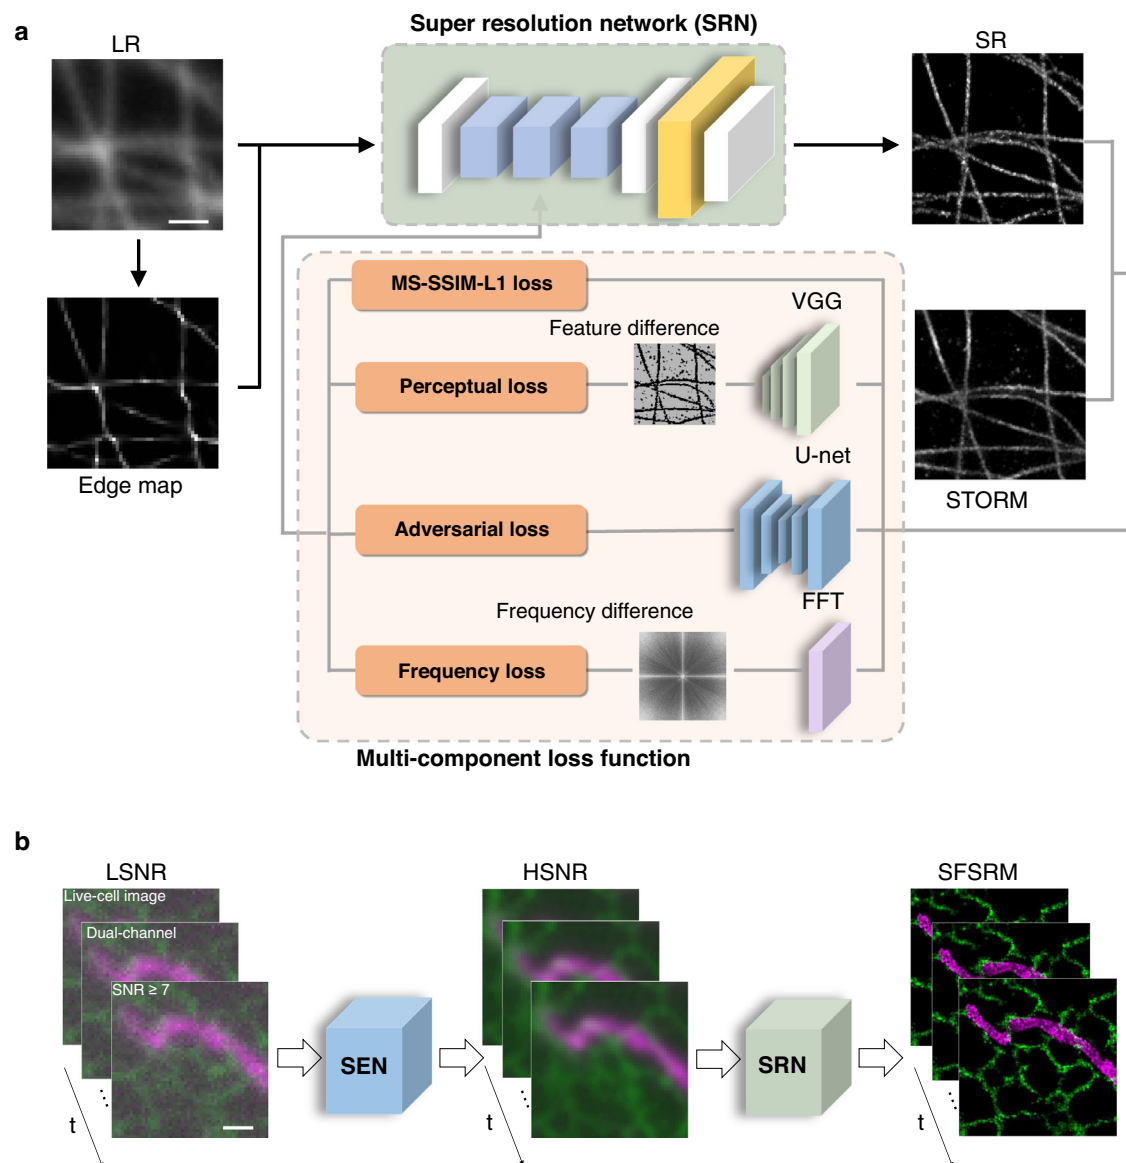 a
Super resolution network (SRN)
LR
SR
MS-SSIM-L1 loss
VGG
Feature difference
Perceptual loss
U-net
Edge map
STORM
Adversarial loss
FFT
Frequency difference
Frequency loss
Multi-component loss function
b
LSNR
HSNR
SFSRM
Live-cell image
Dual-channel
SNR ≥ 7
SEN
SRN
...
...
...
t
t
t